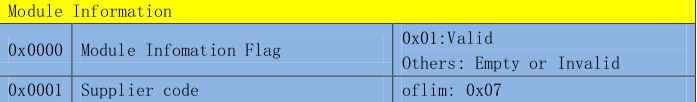 Module Information
0x0000 Module Infomation Flag 0x01:Valid
Others: Empty or Invalid
0x0001 Supplier code oflim: 0x07